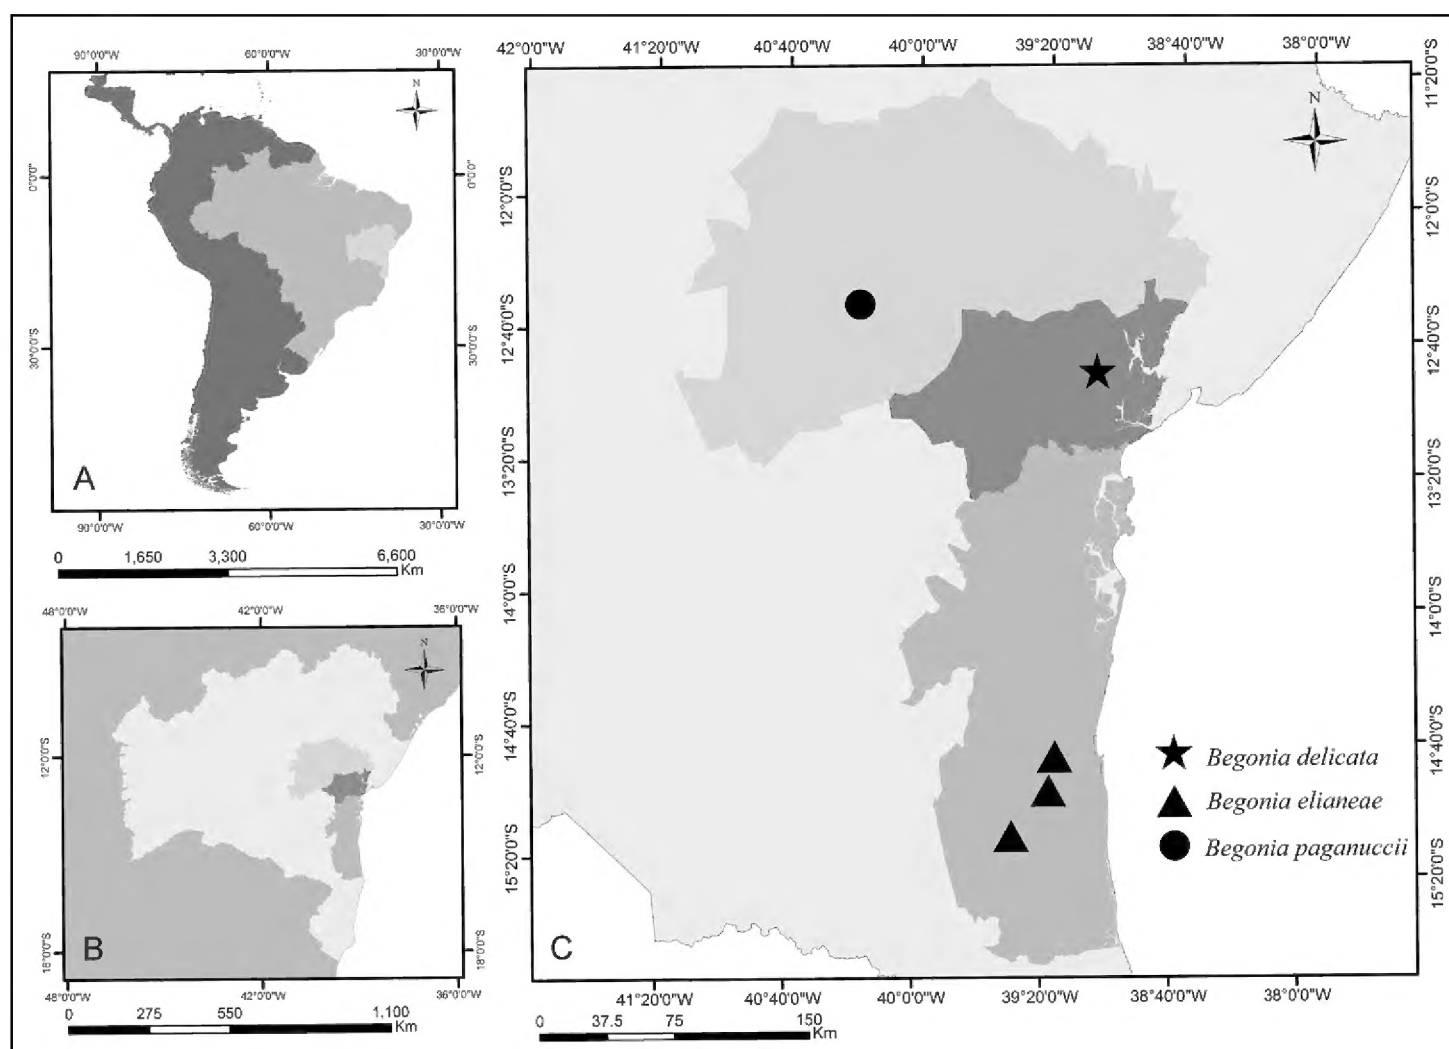 90°0'0"W 60°0'0"W 30°0'0"W
N
0°0'0"
0°0'0"
30°0'0"S
30°0'0"S
A
90°0'0"W 60°0'0"W 30°0'0"W
0 1,650 3,300 6,600
Km
48°0'0"W 42°0'0"W 36°0'0"W
N
12°0'0"S
12°0'0"S
18°0'0"S
18°0'0"S
B
48°0'0"W 42°0'0"W 36°0'0"W
0 275 550 1,100
Km
42°0'0"W 41°20'0"W 40°40'0"W 40°0'0"W 39°20'0"W 38°40'0"W 38°0'0"W
N
11°20'0"S
12°0'0"S
12°0'0"S
12°40'0"S
12°40'0"S
13°20'0"S
13°20'0"S
14°0'0"S
14°0'0"S
14°40'0"S
14°40'0"S
15°20'0"S
15°20'0"S
Begonia delicata
Begonia elianeae
Begonia paganuccii
C
41°20'0"W 40°40'0"W 40°0'0"W 39°20'0"W 38°40'0"W 38°0'0"W
0 37.5 75 150
Km